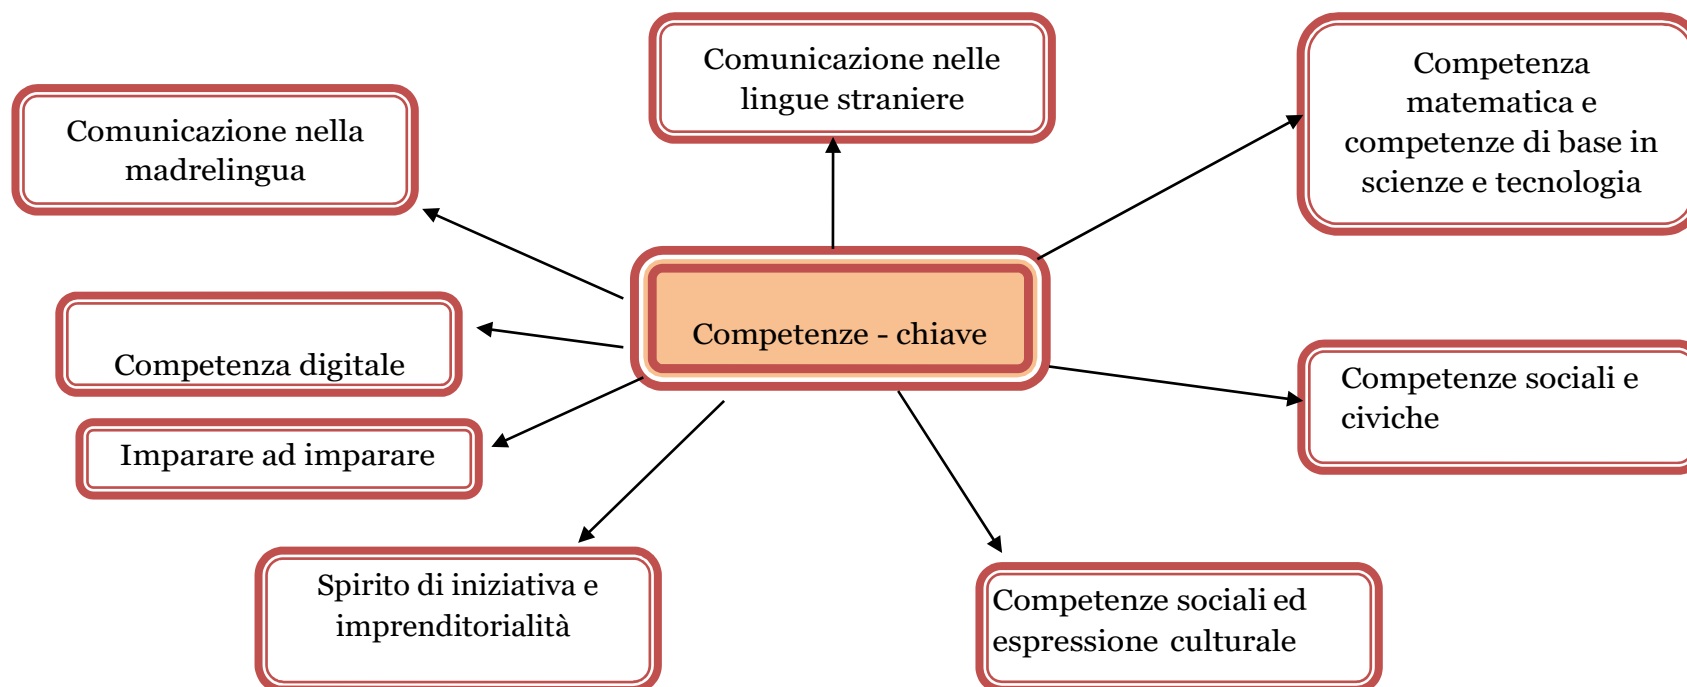 Comunicazione nelle
lingue straniere
Competenza
matematica e
competenze di base in
scienze e tecnologia
Comunicazione nella
madrelingua
Competenze - chiave
Competenza digitale
Competenze sociali e
civiche
Imparare ad imparare
Spirito di iniziativa e
imprenditorialità
Competenze sociali ed
espressione culturale